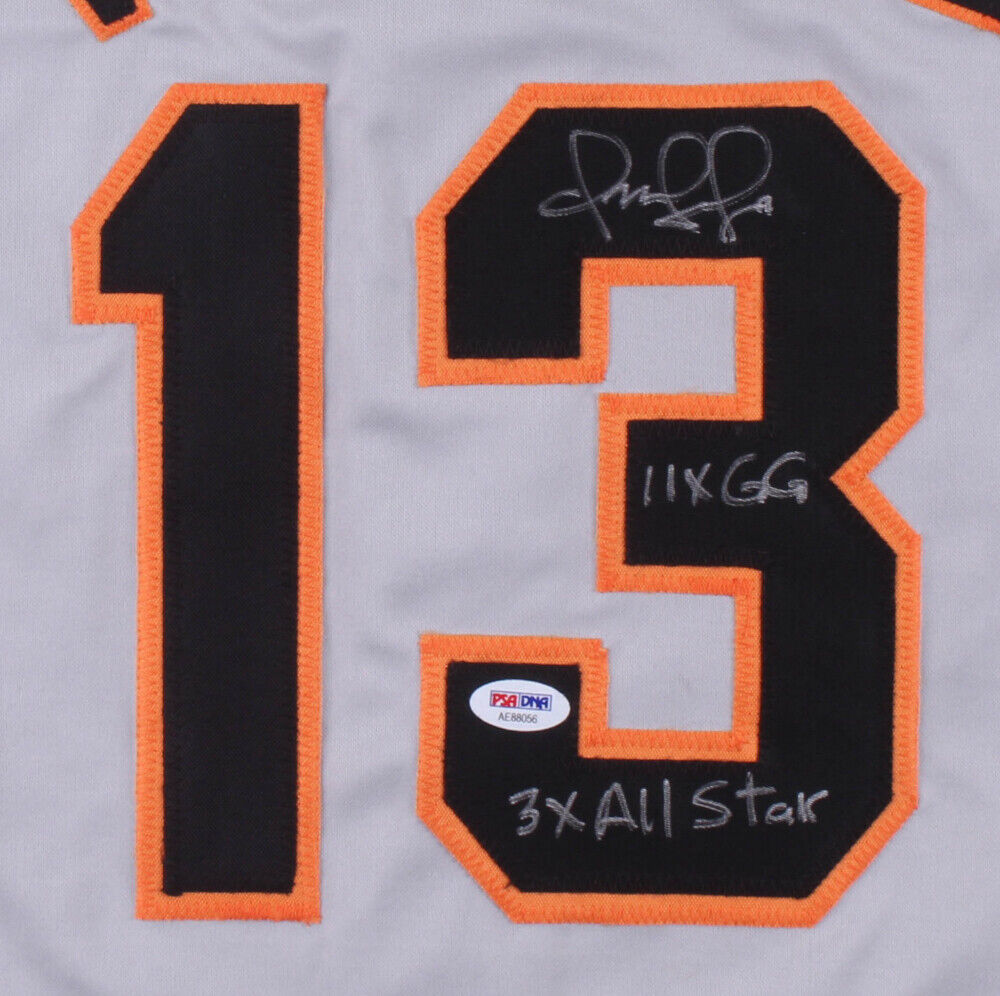 13
11X GG
PSA DNA
AE88056
3X All Star